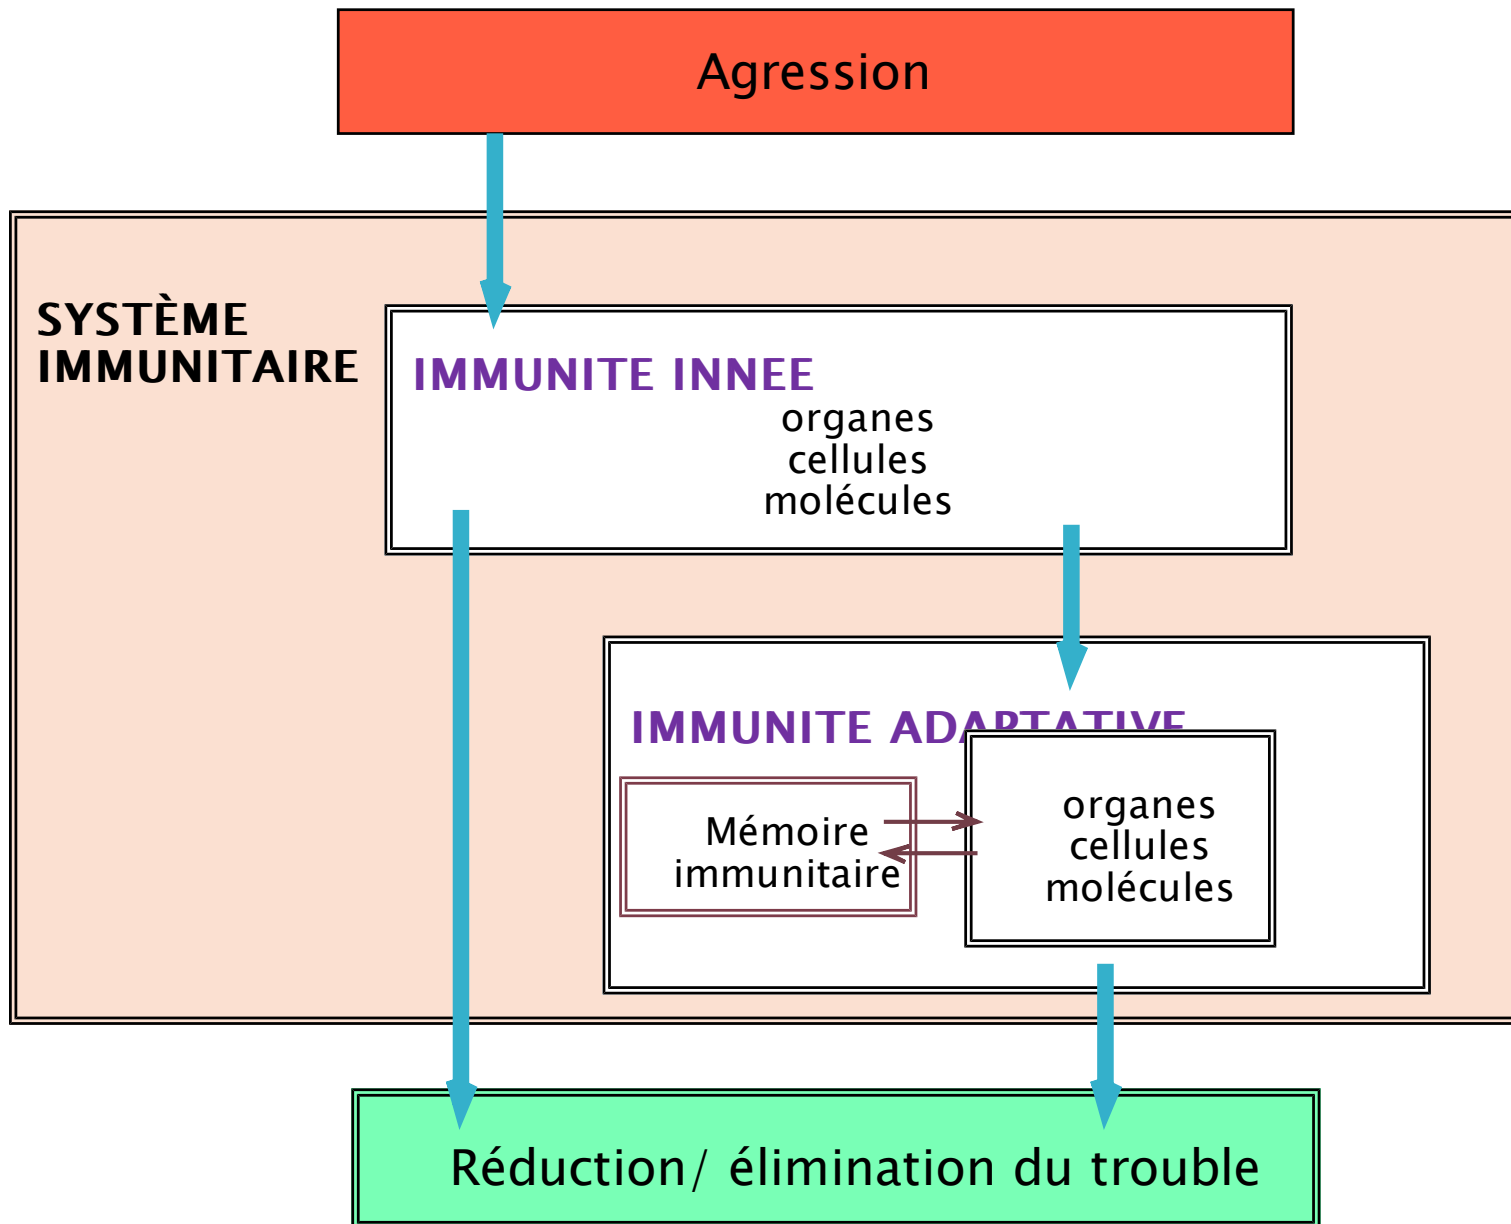 Agression
SYSTÈME
IMMUNITAIRE
IMMUNITE INNEE
organes
cellules
molécules
IMMUNITE ADAPTATIVE
Mémoire
immunitaire
organes
cellules
molécules
Réduction/ élimination du trouble